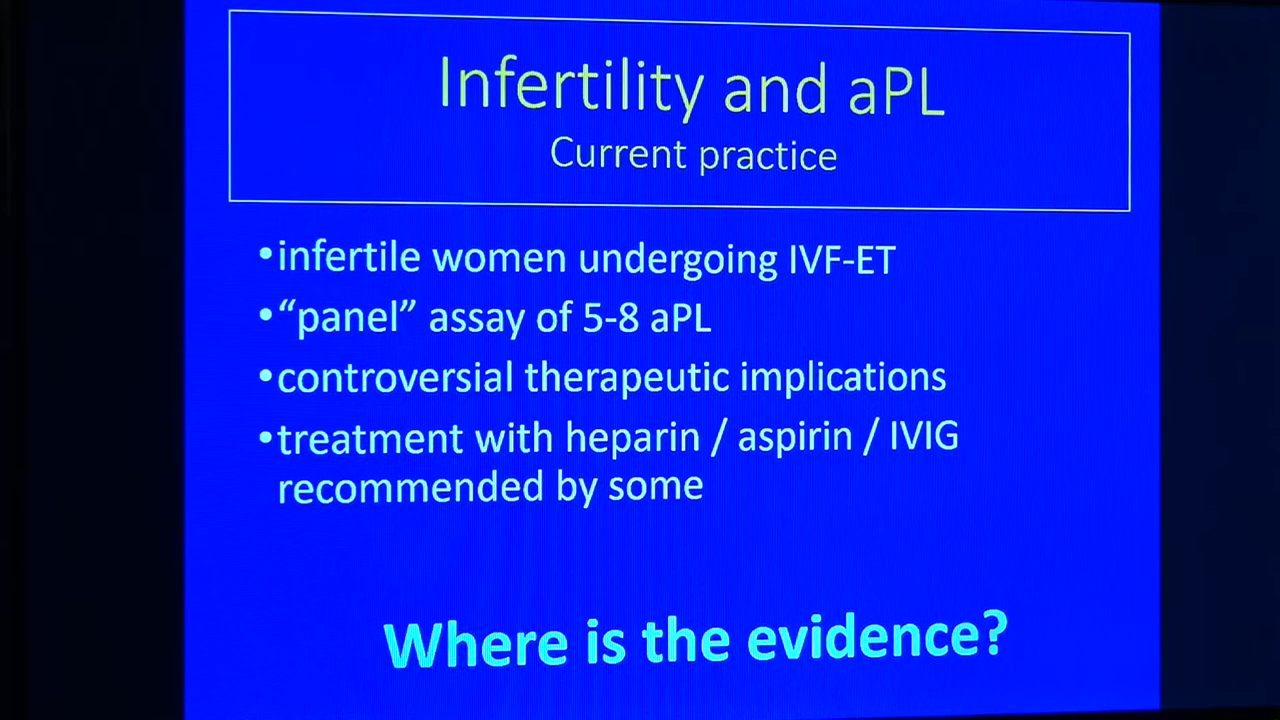 Infertility and aPL
Current practice
•infertile women undergoing IVF-ET
•“panel” assay of 5-8 aPL
•controversial therapeutic implications
•treatment with heparin / aspirin / IVIG
recommended by some
Where is the evidence?